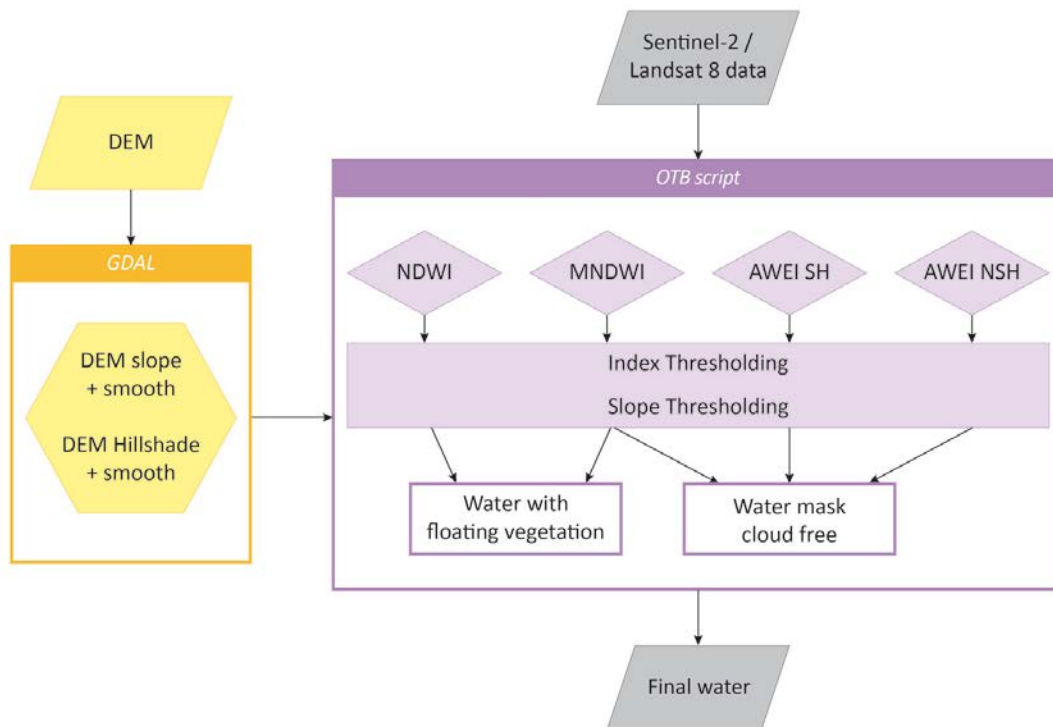 Sentinel-2 /
Landsat 8 data
DEM
OTB script
GDAL
NDWI
MNDWI
AWEI SH
AWEI NSH
DEM slope
+ smooth
DEM Hillshade
+ smooth
Index Thresholding
Slope Thresholding
Water with
floating vegetation
Water mask
cloud free
Final water